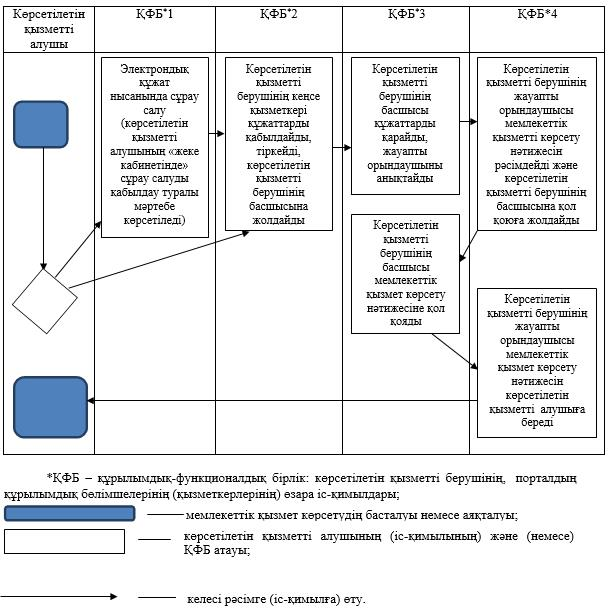 Көрсетілетін
қызметті
алушы
ҚФБ*1
ҚФБ*2
ҚФБ*3
ҚФБ*4
Электрондық
құжат
нысанында сұрау
салу
(көрсетілетін
қызметті
алушының «жеке
кабинетінде»
сұрау салуды
қабылдау туралы
мәртебе
көрсетіледі)
Көрсетілетін
қызметті
берушінің кеңсе
қызметкері
құжаттарды
қабылдайды,
тіркейді,
көрсетілетін
қызметті
берушінің
басшысына
жолдайды
Көрсетілетін
қызметті
берушінің
басшысы
құжаттарды
қарайды,
жауапты
орындаушыны
анықтайды
Көрсетілетін
қызметті берушінің
жауапты
орындаушысы
мемлекеттік
қызметті көрсету
нәтижесін
рәсімдейді және
көрсетілетін
қызметті берушінің
басшысына қол
қоюға жолдайды
Көрсетілетін
қызметті
берушінің
басшысы
мемлекеттік
қызмет көрсету
нәтижесіне қол
қояды
Көрсетілетін
қызметті берушінің
жауапты
орындаушысы
мемлекеттік
қызмет көрсету
нәтижесін
көрсетілетін
қызметті алушыға
береді
*ҚФБ – құрылымдық-функционалдық бірлік: көрсетілетін қызметті берушінің, порталдың
құрылымдық бөлімшелерінің (қызметкерлерінің) өзара іс-қимылдары;
мемлекеттік қызмет көрсетудің басталуы немесе аяқталуы;
көрсетілетін қызметті алушының (іс-қимылының) және (немесе)
ҚФБ атауы;
келесі рәсімге (іс-қимылға) өту.